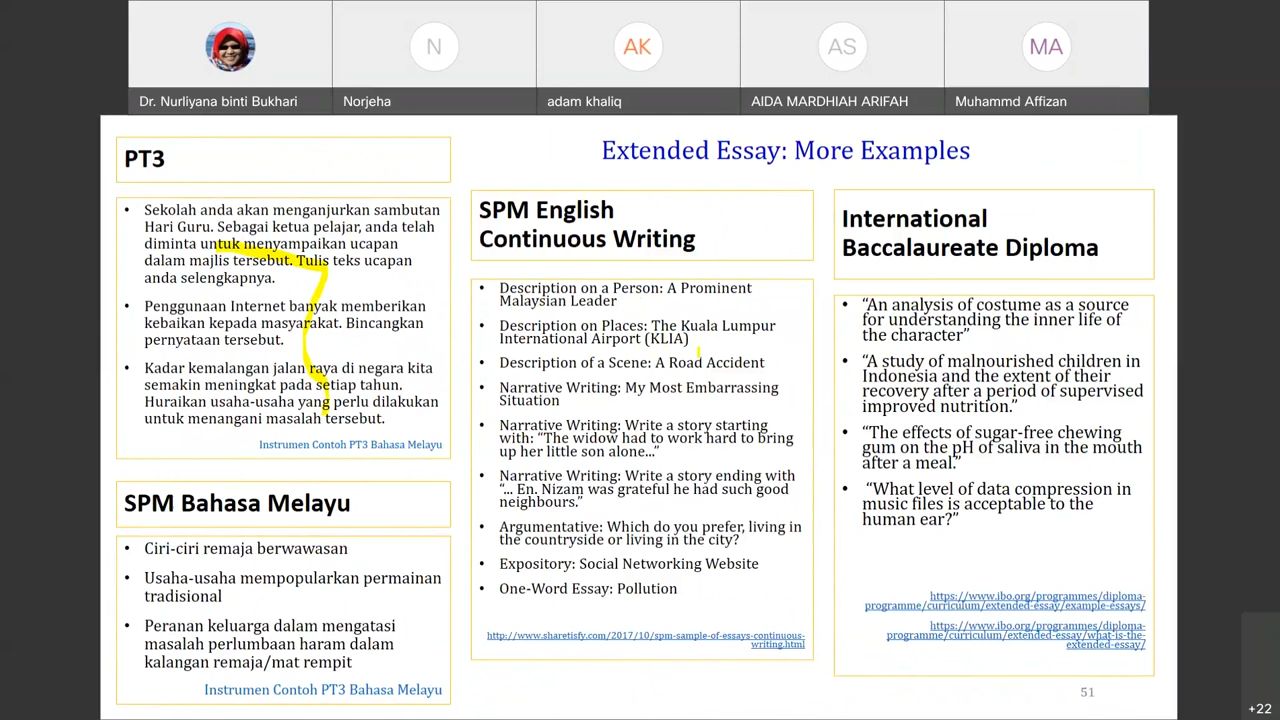 N
AK
AS
MA
Dr. Nurliyana binti Bukhari
Norjeha
adam khaliq
AIDA MARDHIAH ARIFAH
Muhammd Affizan
Extended Essay: More Examples
PT3
• Sekolah anda akan menganjurkan sambutan
Hari Guru. Sebagai ketua pelajar, anda telah
diminta untuk menyampaikan ucapan
dalam majlis tersebut. Tulis teks ucapan
anda selengkapnya.
• Penggunaan Internet banyak memberikan
kebaikan kepada masyarakat. Bincangkan
pernyataan tersebut.
• Kadar kemalangan jalan raya di negara kita
semakin meningkat pada setiap tahun.
Huraikan usaha-usaha yang perlu dilakukan
untuk menangani masalah tersebut.
Instrumen Contoh PT3 Bahasa Melayu
SPM Bahasa Melayu
• Ciri-ciri remaja berwawasan
• Usaha-usaha mempopularkan permainan
tradisional
• Peranan keluarga dalam mengatasi
masalah perlumbaan haram dalam
kalangan remaja/mat rempit
Instrumen Contoh PT3 Bahasa Melayu
SPM English
Continuous Writing
• Description on a Person: A Prominent
Malaysian Leader
• Description on Places: The Kuala Lumpur
International Airport (KLIA)
• Description of a Scene: A Road Accident
• Narrative Writing: My Most Embarrassing
Situation
• Narrative Writing: Write a story starting
with: “The widow had to work hard to bring
up her little son alone...”
• Narrative Writing: Write a story ending with
“... En. Nizam was grateful he had such good
neighbours.”
• Argumentative: Which do you prefer, living in
the countryside or living in the city?
• Expository: Social Networking Website
• One-Word Essay: Pollution
http://www.sharetisfy.com/2017/10/spm-sample-of-essays-continuous-
writing.html
International
Baccalaureate Diploma
• “An analysis of costume as a source
for understanding the inner life of
the character”
• “A study of malnourished children in
Indonesia and the extent of their
recovery after a period of supervised
improved nutrition.”
• “The effects of sugar-free chewing
gum on the pH of saliva in the mouth
after a meal.”
• “What level of data compression in
music files is acceptable to the
human ear?”
https://www.ibo.org/programmes/diploma-
programme/curriculum/extended-essay/example-essays/
https://www.ibo.org/programmes/diploma-
programme/curriculum/extended-essay/what-is-the-
extended-essay/
51
+22